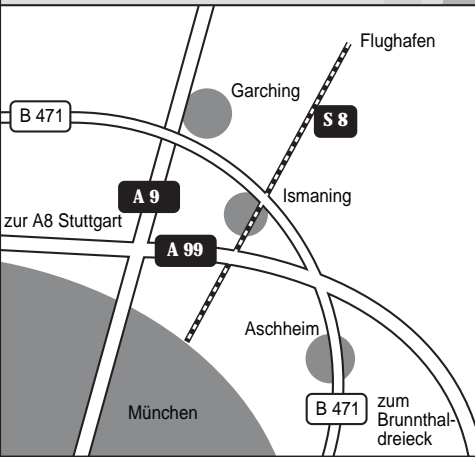 Flughafen
Garching
B 471
S 8
A 9
Ismaning
zur A8 Stuttgart
A 99
Aschheim
München
B 471
zum
Brunnthal-
dreieck